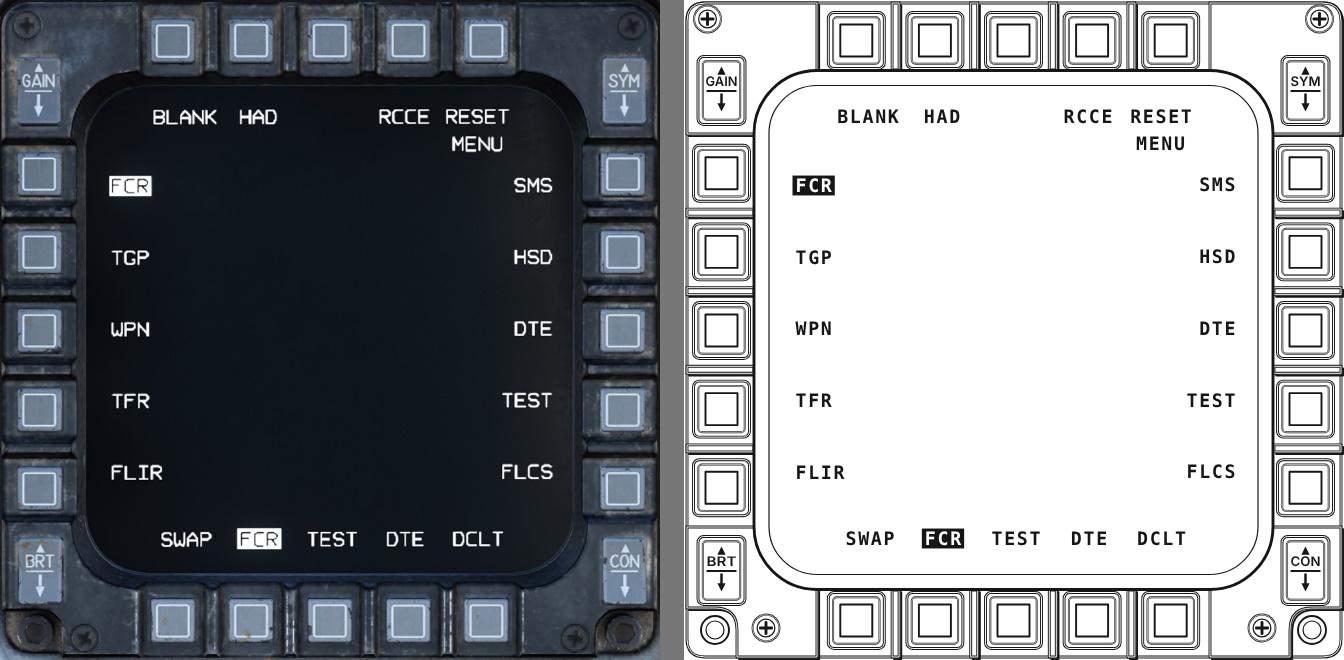 GAIN SYM
BLANK HAD RCCE RESET
MENU
FCR SMS
TGP HSD
WPN DTE
TFR TEST
FLIR FLCS
SWAP FCR TEST DTE DCLT
BRT CON
GAIN SYM
BLANK HAD RCCE RESET
MENU
FCR SMS
TGP HSD
WPN DTE
TFR TEST
FLIR FLCS
SWAP FCR TEST DTE DCLT
BRT CON